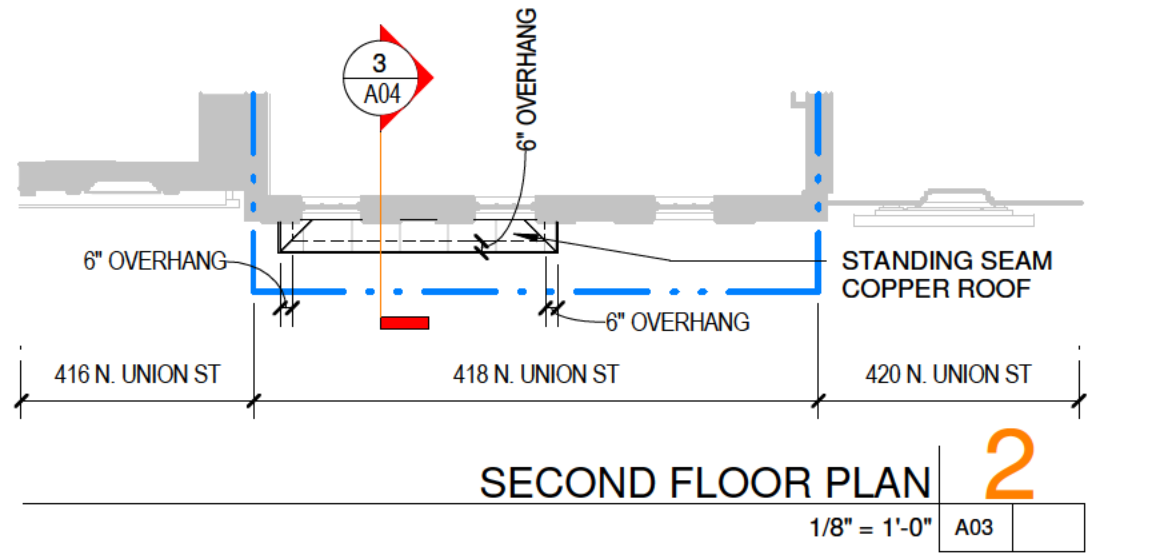 3
A04
6" OVERHANG
6" OVERHANG
STANDING SEAM
COPPER ROOF
6" OVERHANG
416 N. UNION ST
418 N. UNION ST
420 N. UNION ST
SECOND FLOOR PLAN
2
1/8" = 1'-0"
A03